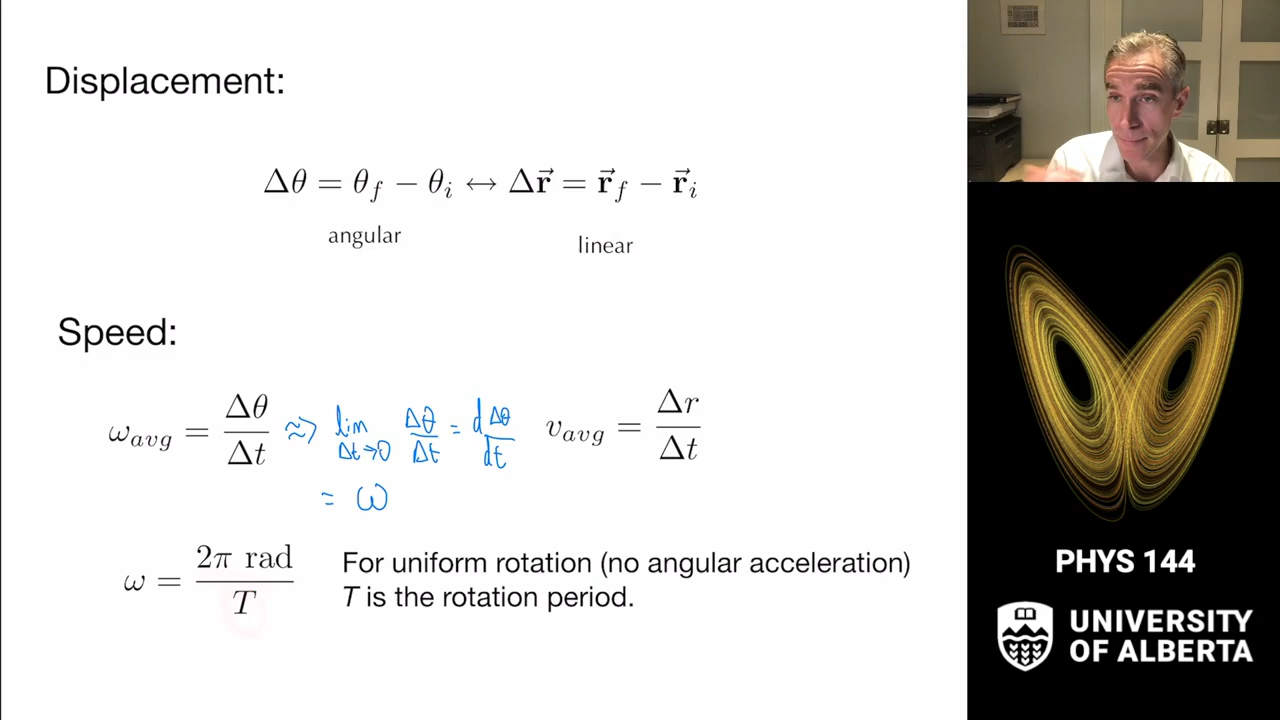 Displacement:
Δθ = θ_f − θ_i ↔ Δr⃗ = r⃗_f − r⃗_i
angular
linear
Speed:
ω_avg = Δθ/Δt ≈> lim Δt→0 Δθ/Δt = dΔθ/dt
v_avg = Δr/Δt
= ω
ω = 2π rad/T
For uniform rotation (no angular acceleration)
T is the rotation period.
PHYS 144
UNIVERSITY
OF ALBERTA